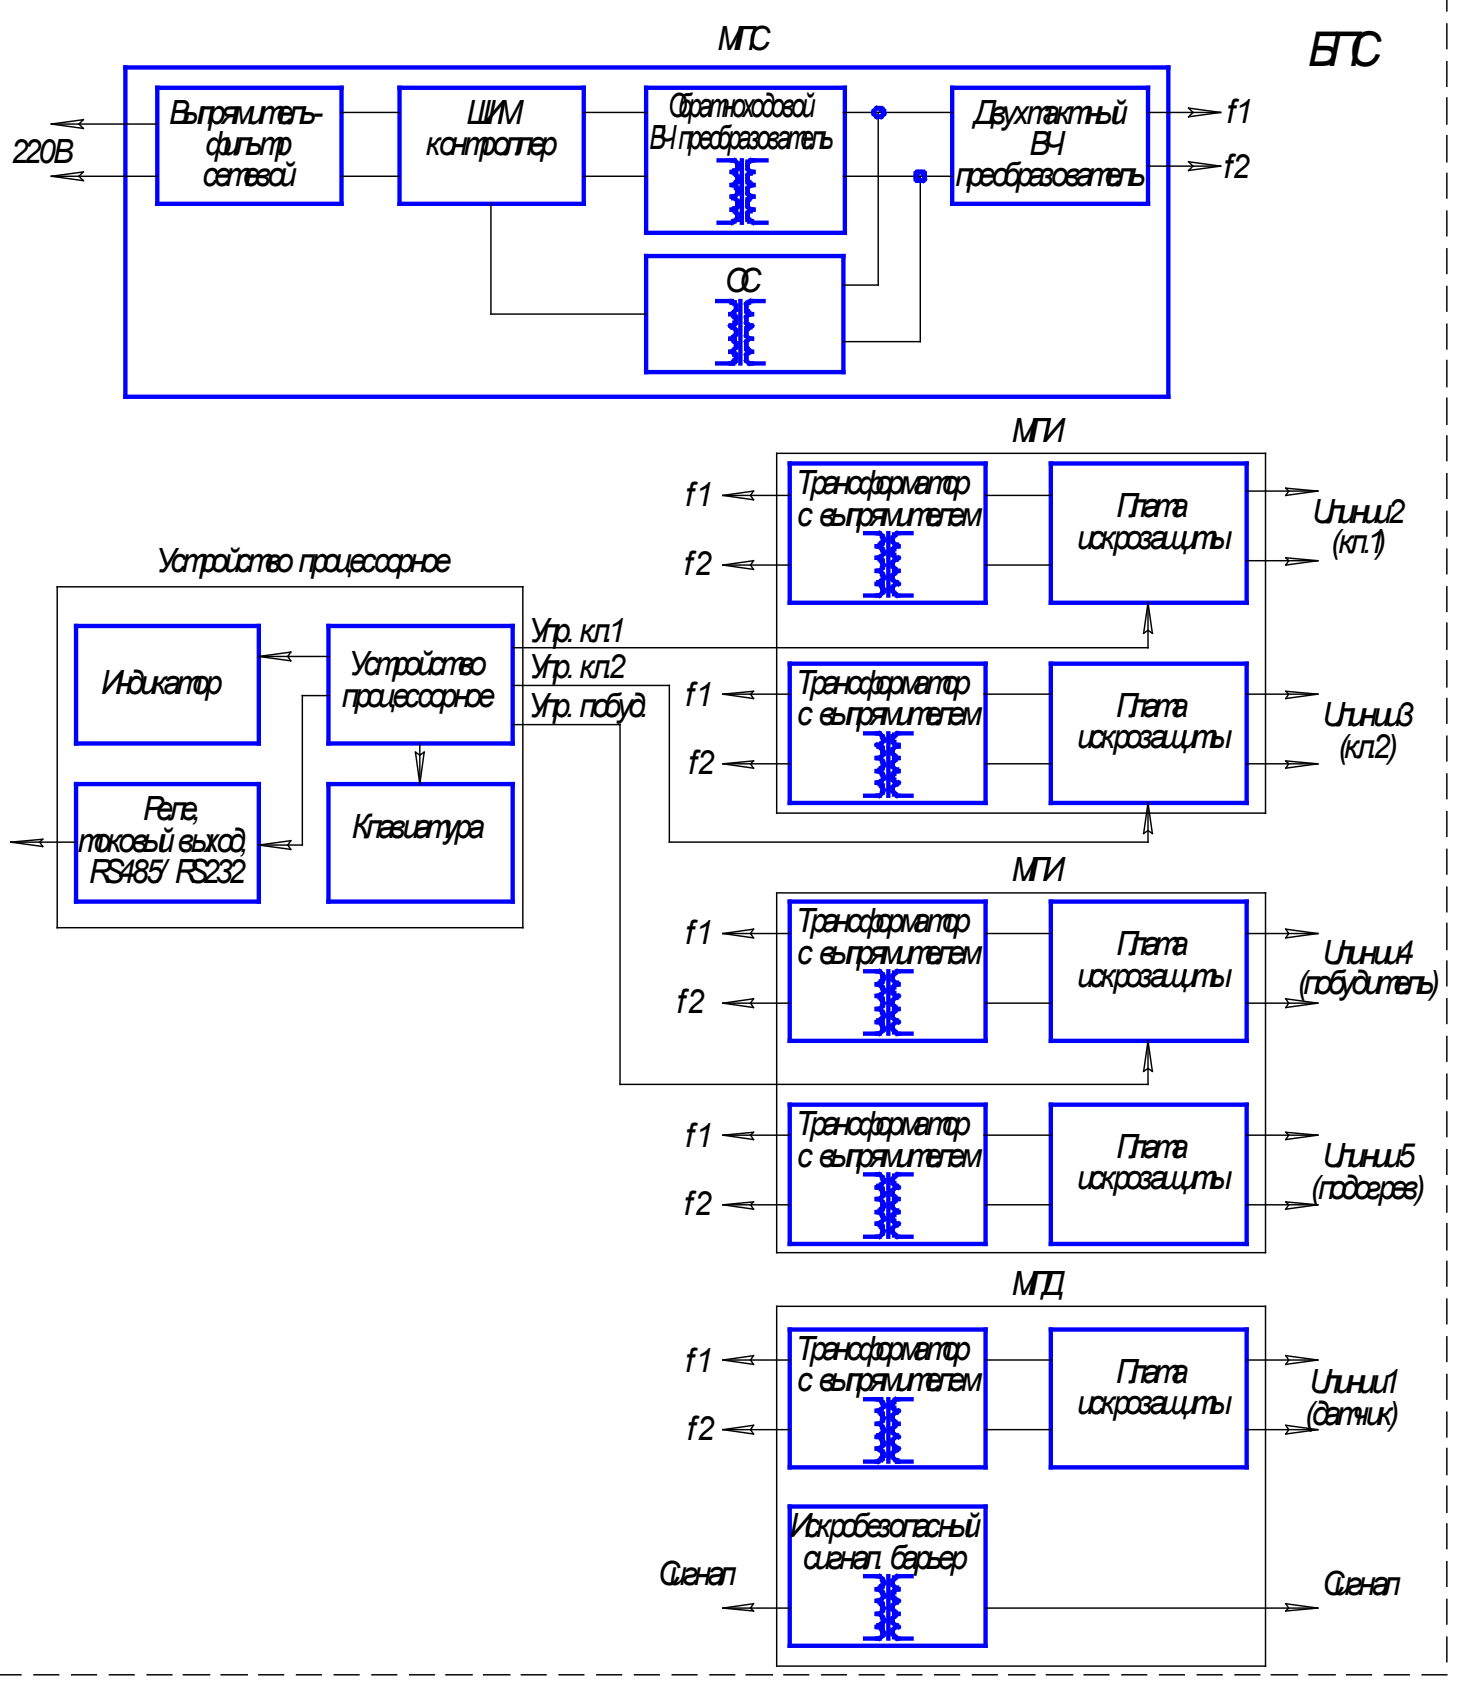 МПС
БПС
220В
Выпрямитель-
фильтр
сетевой
ШИМ
контроллер
Обратноходовой
ВЧ преобразователь
Двухтактный
ВЧ
преобразователь
f1
f2
ОС
МПИ
f1
f2
Трансформатор
с выпрямителем
Плата
искрозащиты
Uлинии2
(кл.1)
Устройство процессорное
Индикатор
Устройство
процессорное
Упр. кл.1
Упр. кл.2
Упр. побуд.
f1
f2
Трансформатор
с выпрямителем
Плата
искрозащиты
Uлинии3
(кл.2)
Реле,
токовый выход,
RS485/ RS232
Клавиатура
МПИ
f1
f2
Трансформатор
с выпрямителем
Плата
искрозащиты
Uлинии4
(побудитель)
f1
f2
Трансформатор
с выпрямителем
Плата
искрозащиты
Uлинии5
(подогрев)
МПД
f1
f2
Трансформатор
с выпрямителем
Плата
искрозащиты
Uлинии1
(датчик)
Искробезопасный
сигнал. барьер
Сигнал
Сигнал